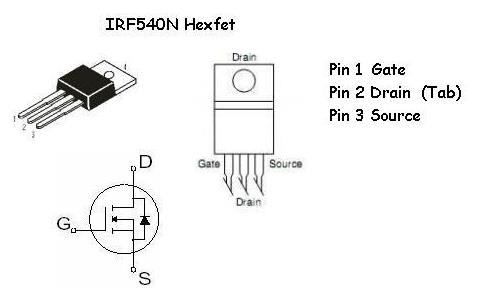 IRF540N Hexfet
Drain
Pin 1 Gate
Pin 2 Drain (Tab)
Pin 3 Source
1
2
3
Gate
Source
Drain
D
G
S